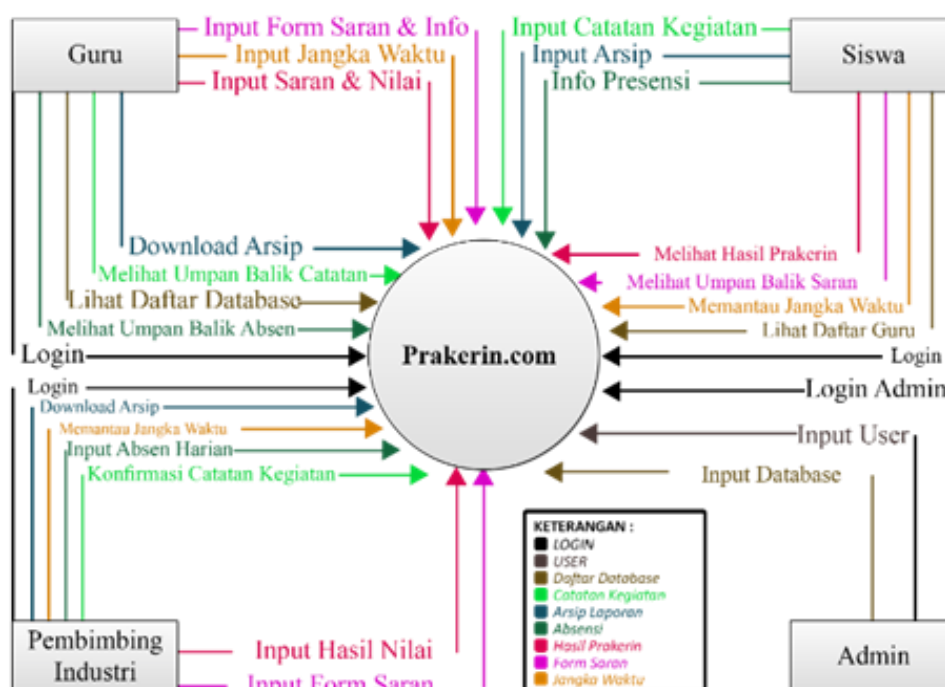 Guru
Input Form Saran & Info
Input Jangka Waktu
Input Saran & Nilai
Input Catatan Kegiatan
Input Arsip
Info Presensi
Siswa
Download Arsip
Melihat Umpan Balik Catatan
Lihat Daftar Database
Melihat Umpan Balik Absen
Login
Melihat Hasil Prakerin
Melihat Umpan Balik Saran
Memantau Jangka Waktu
Lihat Daftar Guru
Login
Prakerin.com
Login
Download Arsip
Memantau Jangka Waktu
Input Absen Harian
Konfirmasi Catatan Kegiatan
Login Admin
Input User
Input Database
KETERANGAN :
LOGIN
USER
Daftar Database
Catatan Kegiatan
Arsip Laporan
Absensi
Hasil Prakerin
Form Saran
Jangka Waktu
Pembimbing
Industri
Input Hasil Nilai
Input Form Saran
Admin